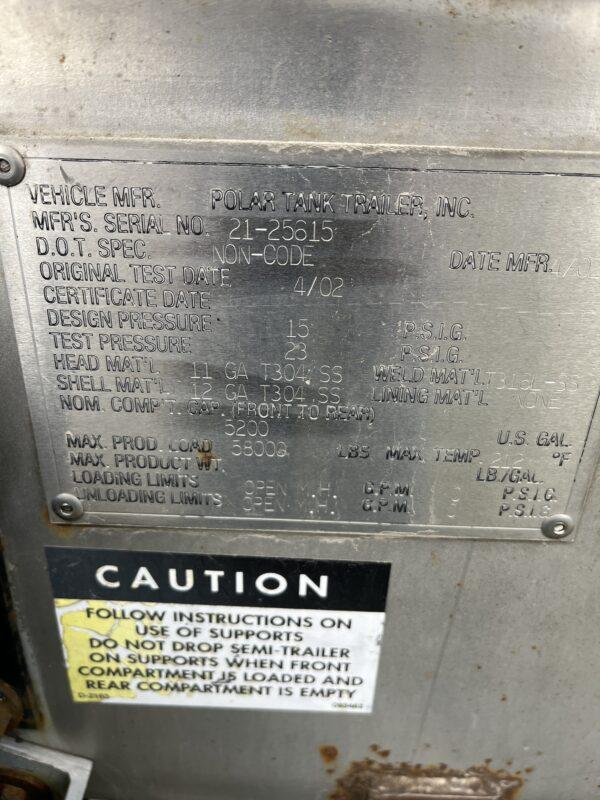 VEHICLE MFR. POLAR TANK TRAILER, INC.
MFR'S. SERIAL NO. 21-25615
D.O.T. SPEC. NON-CODE DATE MFR.
ORIGINAL TEST DATE 4/02
CERTIFICATE DATE
DESIGN PRESSURE 15 P.S.I.G.
TEST PRESSURE 23 P.S.I.G.
HEAD MAT'L 11 GA T304 SS WELD MAT'L T316L-SS
SHELL MAT'L 12 GA T304 SS LINING MAT'L NONE
NOM. COMP'T. CAP. (FRONT TO REAR)
5200 U.S. GAL.
MAX. PROD. LOAD 58000 LBS MAX. TEMP. °F
MAX. PRODUCT WT. LB./GAL.
LOADING LIMITS OPEN M.H. G.P.M. P.S.I.G.
UNLOADING LIMITS OPEN M.H. G.P.M. P.S.I.G.
CAUTION
FOLLOW INSTRUCTIONS ON
USE OF SUPPORTS
DO NOT DROP SEMI-TRAILER
ON SUPPORTS WHEN FRONT
COMPARTMENT IS LOADED AND
REAR COMPARTMENT IS EMPTY